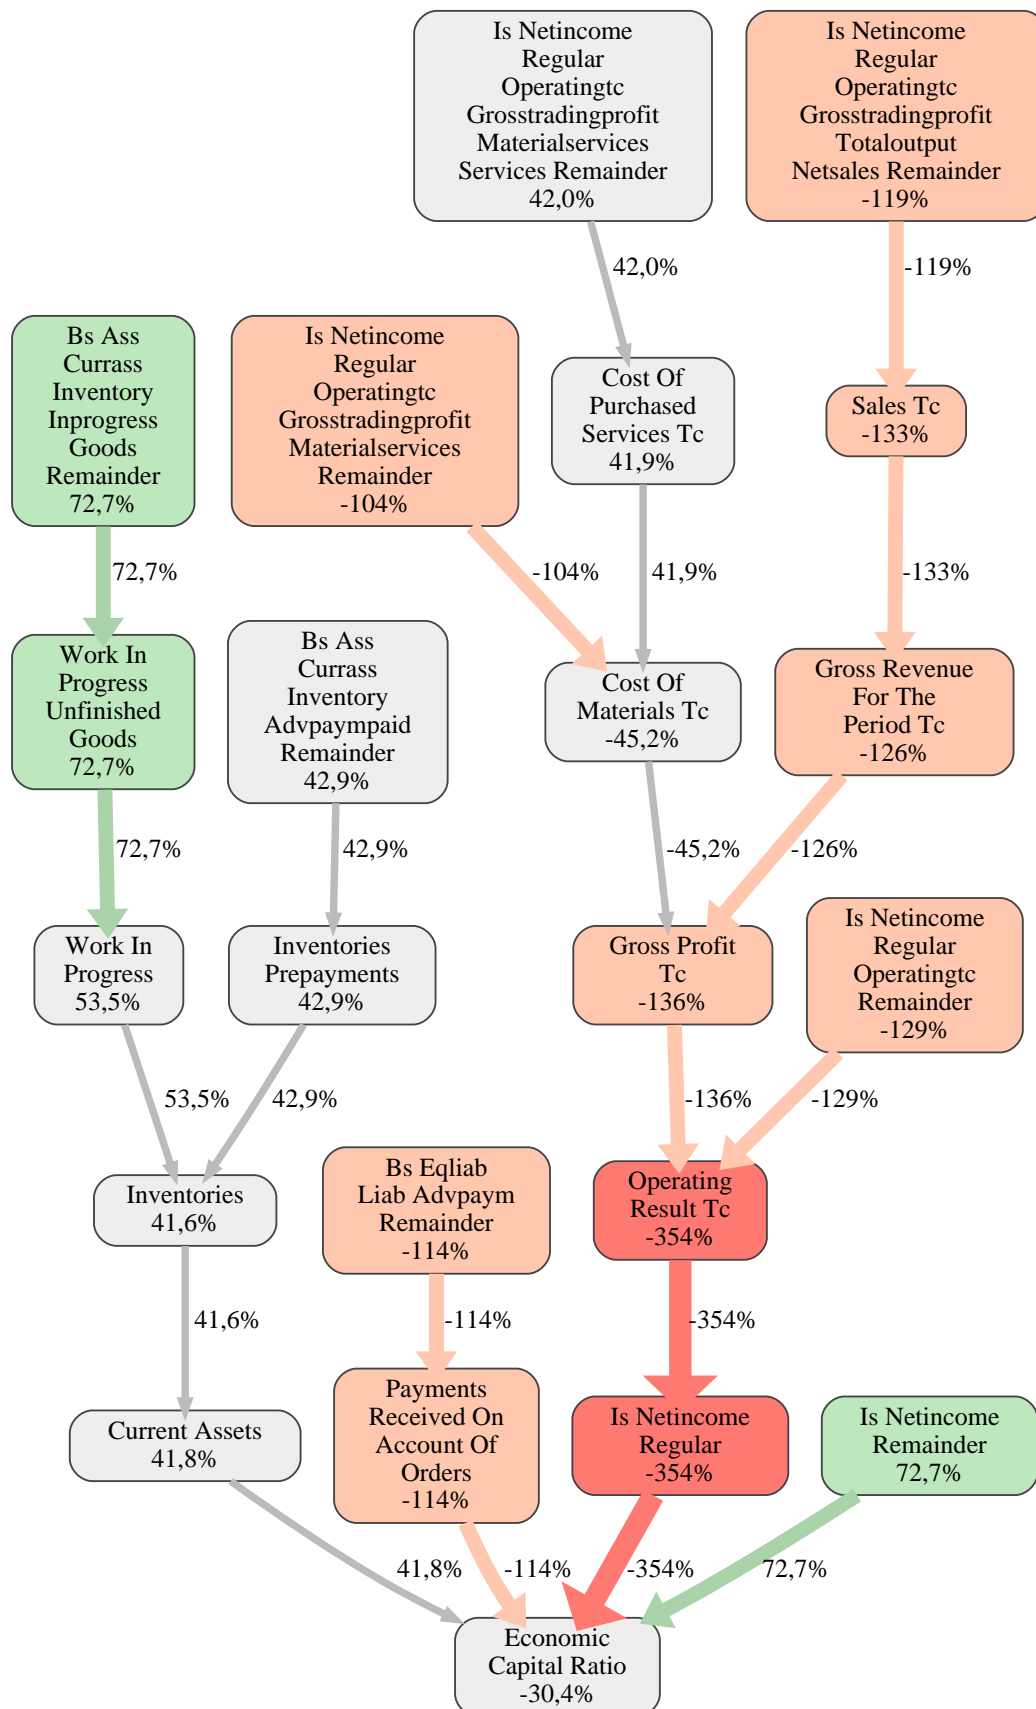 Is Netincome
Regular
Operatingtc
Grosstradingprofit
Materialservices
Services Remainder
42,0%
Is Netincome
Regular
Operatingtc
Grosstradingprofit
Totaloutput
Netsales Remainder
-119%
42,0%
-119%
Bs Ass
Currass
Inventory
Inprogress
Goods
Remainder
72,7%
Is Netincome
Regular
Operatingtc
Grosstradingprofit
Materialservices
Remainder
-104%
Cost Of
Purchased
Services Tc
41,9%
Sales Tc
-133%
72,7%
-104%
41,9%
-133%
Work In
Progress
Unfinished
Goods
72,7%
Bs Ass
Currass
Inventory
Advpaympaid
Remainder
42,9%
Cost Of
Materials Tc
-45,2%
Gross Revenue
For The
Period Tc
-126%
72,7%
42,9%
-45,2%
-126%
Work In
Progress
53,5%
Inventories
Prepayments
42,9%
Gross Profit
Tc
-136%
Is Netincome
Regular
Operatingtc
Remainder
-129%
53,5%
42,9%
-136%
-129%
Inventories
41,6%
Bs Eqliab
Liab Advpaym
Remainder
-114%
Operating
Result Tc
-354%
41,6%
-114%
-354%
Current Assets
41,8%
Payments
Received On
Account Of
Orders
-114%
Is Netincome
Regular
-354%
Is Netincome
Remainder
72,7%
41,8%
-114%
-354%
72,7%
Economic
Capital Ratio
-30,4%